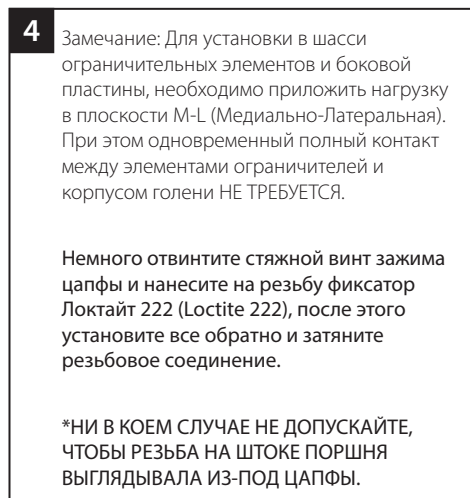 4
Замечание: Для установки в шасси
ограничительных элементов и боковой
пластины, необходимо приложить нагрузку
в плоскости M-L (Медиально-Латеральная).
При этом одновременный полный контакт
между элементами ограничителей и
корпусом голени НЕ ТРЕБУЕТСЯ.
Немного отвинтите стяжной винт зажима
цапфы и нанесите на резьбу фиксатор
Локтайт 222 (Loctite 222), после этого
установите все обратно и затяните
резьбовое соединение.
*НИ В КОЕМ СЛУЧАЕ НЕ ДОПУСКАЙТЕ,
ЧТОБЫ РЕЗЬБА НА ШТОКЕ ПОРШНЯ
ВЫГЛЯДЫВАЛА ИЗ-ПОД ЦАПФЫ.